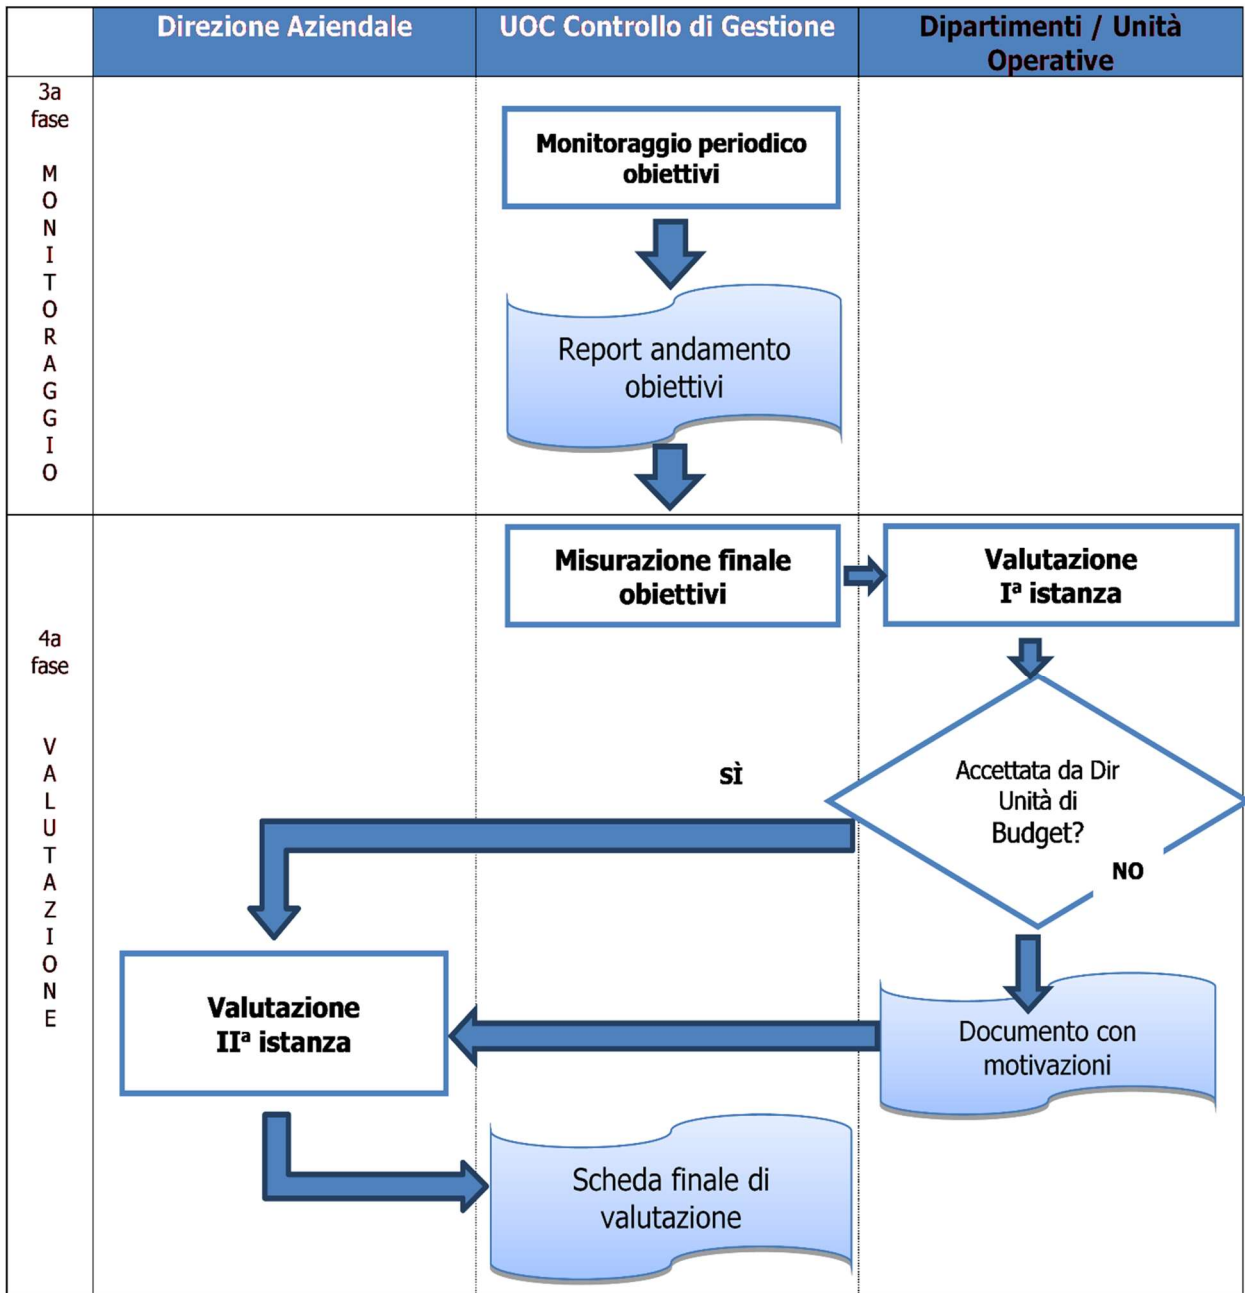 Direzione Aziendale
UOC Controllo di Gestione
Dipartimenti / Unità
Operative
3a
fase
M
O
N
I
T
O
R
A
G
G
I
O
Monitoraggio periodico
obiettivi
Report andamento
obiettivi
4a
fase
V
A
L
U
T
A
Z
I
O
N
E
Misurazione finale
obiettivi
Valutazione
Iª istanza
Accettata da Dir
Unità di
Budget?
SÌ
NO
Valutazione
IIª istanza
Documento con
motivazioni
Scheda finale di
valutazione